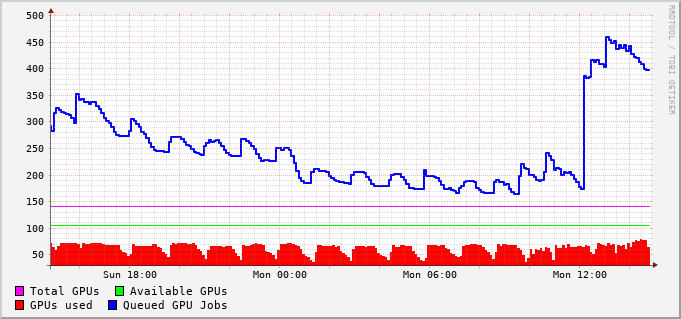 500
450
400
350
300
250
200
150
100
50
Sun 18:00 Mon 00:00 Mon 06:00 Mon 12:00
Total GPUs Available GPUs
GPUs used Queued GPU Jobs
RRDTOOL / TOBI OETIKER